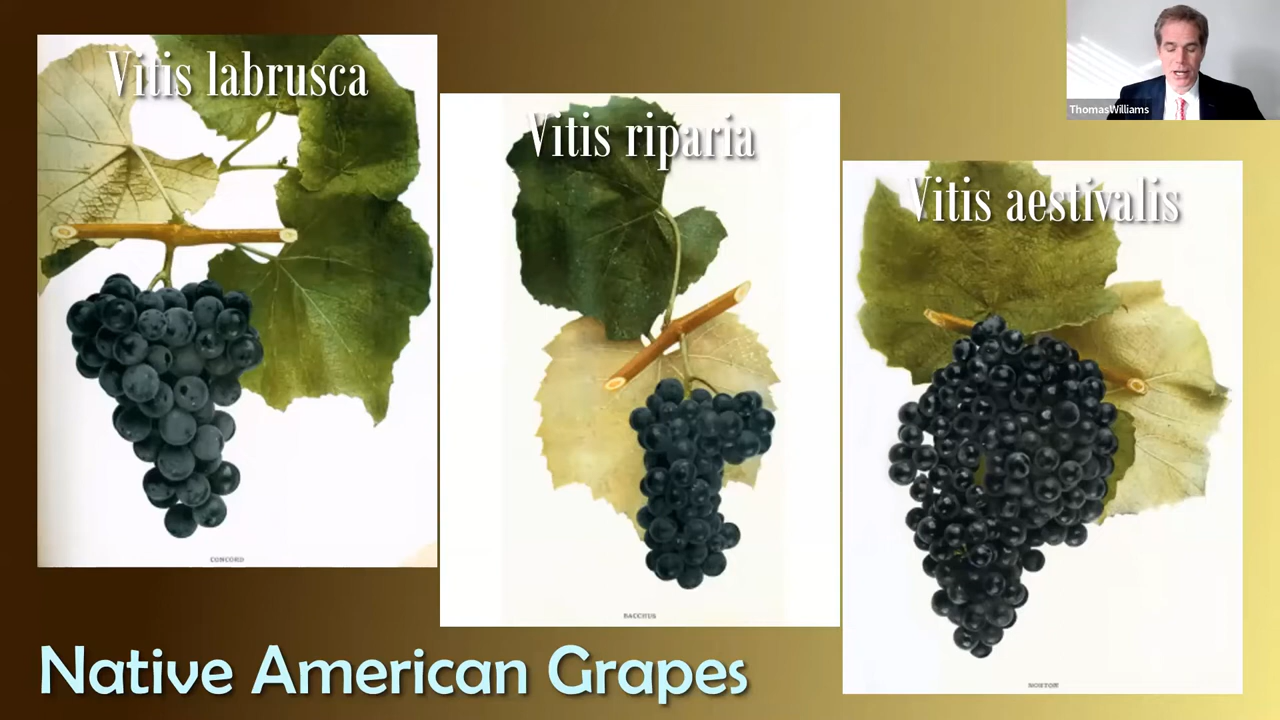 Vitis labrusca
CONCORD
Vitis riparia
BACCHUS
Vitis aestivalis
NORTON
Native American Grapes
ThomasWilliams